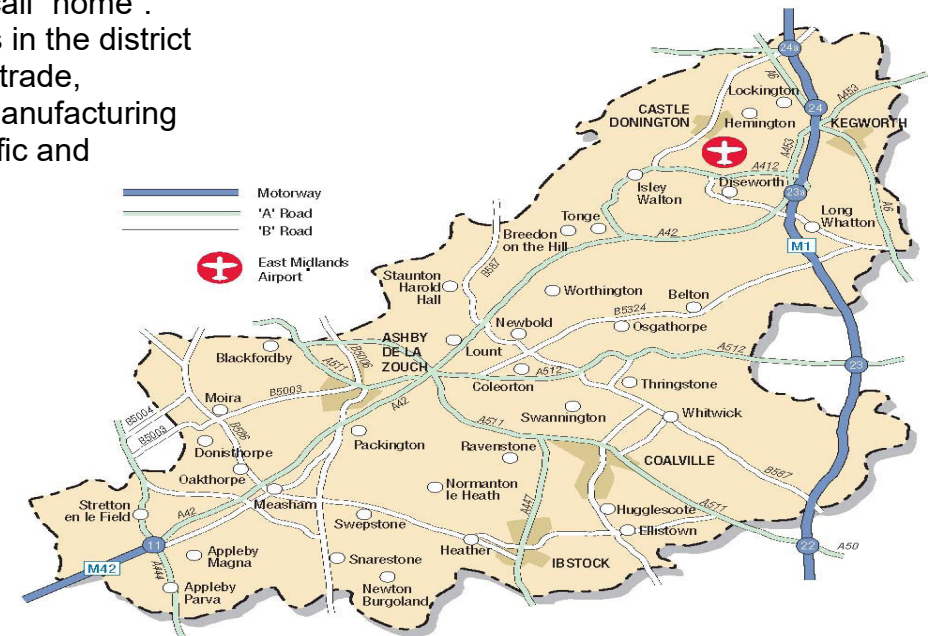 call "home".
s in the district
trade,
anufacturing
fic and
Motorway
'A' Road
'B' Road
East Midlands
Airport
24a
A6
Lockington
CASTLE
DONINGTON
Hemington
24
A453
KEGWORTH
A453
A412
Isley
Walton
Diseworth
23a
Tonge
Breedon
on the Hill
A42
Long
Whatton
A6
M1
B587
Staunton
Harold
Hall
Worthington
Belton
B5324
Newbold
Osgathorpe
ASHBY
DE LA
ZOUCH
Lount
B5006
Blackfordby
A511
A512
A512
23
Coleorton
Thringstone
B5003
A42
Moira
Swannington
Whitwick
B5004
B5003
B506
A511
Packington
Ravenstone
Donisthorpe
COALVILLE
Oakthorpe
Normanton
le Heath
B587
Measham
A447
Stretton
en le Field
A42
Swepstone
Hugglescote
A511
Ellistown
11
Heather
22
A50
Appleby
Magna
Snarestone
IBSTOCK
M42
A444
Appleby
Parva
Newton
Burgoland